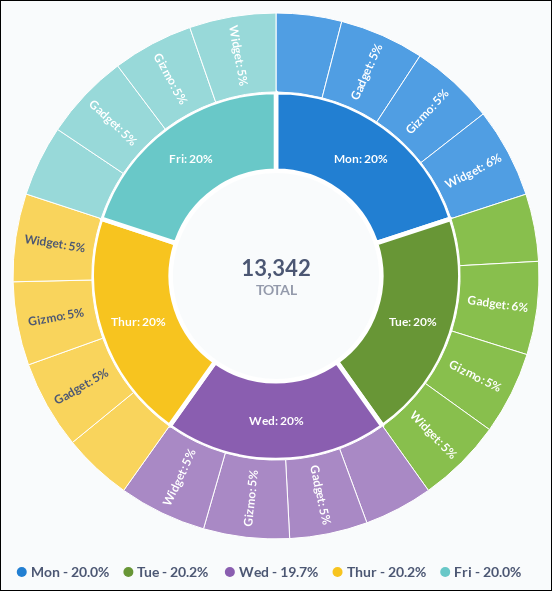 Widget: 5%
Gizmo: 5%
Gadget: 5%
Gadget: 5%
Gizmo: 5%
Widget: 6%
Fri: 20%
Mon: 20%
Widget: 5%
Gizmo: 5%
Gadget: 5%
Thur: 20%
13,342
TOTAL
Tue: 20%
Gadget: 6%
Gizmo: 5%
Widget: 5%
Wed: 20%
Widget: 5%
Gizmo: 5%
Gadget: 5%
Mon - 20.0%
Tue - 20.2%
Wed - 19.7%
Thur - 20.2%
Fri - 20.0%